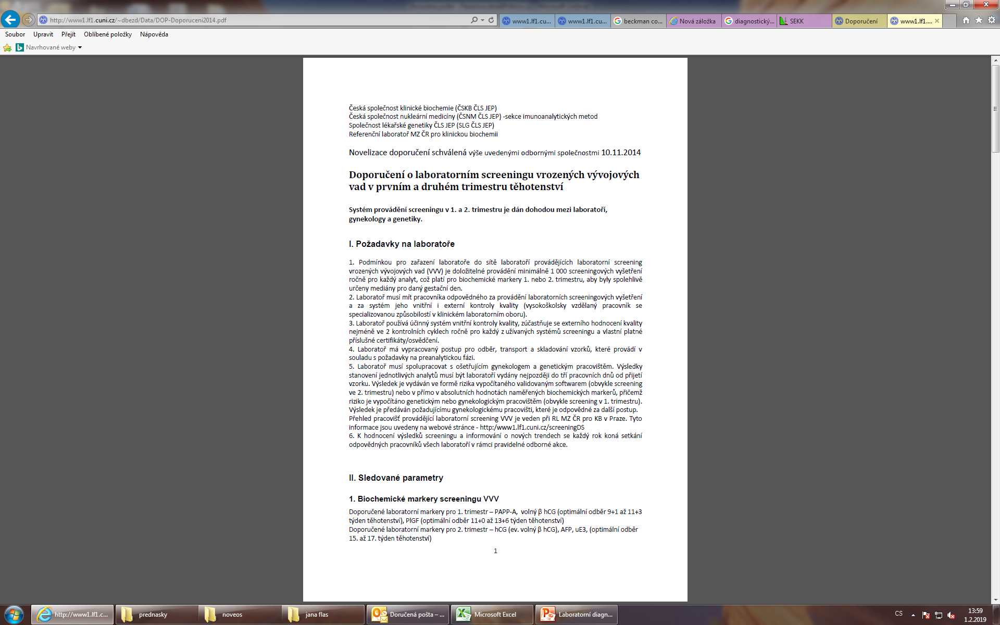 http://www1.lf1.cuni.cz/~dbezd/Data/DOP-Doporuceni2014.pdf
www1.lf1.cu...
www1.lf1.cu...
beckman co...
Nová záložka
diagnostický...
SEKK
Doporučení
www1.lf1....
Soubor Upravit Přejít Oblíbené položky Nápověda
Navrhované weby
Česká společnost klinické biochemie (ČSKB ČLS JEP)
Česká společnost nukleární medicíny (ČSNM ČLS JEP) -sekce imunoanalytických metod
Společnost lékařské genetiky ČLS JEP (SLG ČLS JEP)
Referenční laboratoř MZ ČR pro klinickou biochemii
Novelizace doporučení schválená výše uvedenými odbornými společnostmi 10.11.2014
Doporučení o laboratorním screeningu vrozených vývojových
vad v prvním a druhém trimestru těhotenství
Systém provádění screeningu v 1. a 2. trimestru je dán dohodou mezi laboratoří,
gynekology a genetiky.
I. Požadavky na laboratoře
1. Podmínkou pro zařazení laboratoře do sítě laboratoří provádějících laboratorní screening
vrozených vývojových vad (VVV) je doložitelné provádění minimálně 1 000 screeningových vyšetření
ročně pro každý analyt, což platí pro biochemické markery 1. nebo 2. trimestru, aby byly spolehlivě
určeny mediány pro daný gestační den.
2. Laboratoř musí mít pracovníka odpovědného za provádění laboratorních screeningových vyšetření
a za systém jeho vnitřní i externí kontroly kvality (vysokoškolsky vzdělaný pracovník se
specializovanou způsobilostí v klinickém laboratorním oboru).
3. Laboratoř používá účinný systém vnitřní kontroly kvality, zúčastňuje se externího hodnocení kvality
nejméně ve 2 kontrolních cyklech ročně pro každý z užívaných systémů screeningu a vlastní platné
příslušné certifikáty/osvědčení.
4. Laboratoř má vypracovaný postup pro odběr, transport a skladování vzorků, které provádí v
souladu s požadavky na preanalytickou fázi.
5. Laboratoř musí spolupracovat s ošetřujícím gynekologem a genetickým pracovištěm. Výsledky
stanovení jednotlivých analytů musí být laboratoří vydány nejpozději do tří pracovních dnů od přijetí
vzorku. Výsledek je vydáván ve formě rizika vypočítaného validovaným softwarem (obvykle screening
ve 2. trimestru) nebo v přímo v absolutních hodnotách naměřených biochemických markerů, přičemž
riziko je vypočítáno genetickým nebo gynekologickým pracovištěm (obvykle screening v 1. trimestru).
Výsledek je předáván požadujícímu gynekologickému pracovišti, které je odpovědné za další postup.
Přehled pracovišť provádějící laboratorní screening VVV je veden při RL MZ ČR pro KB v Praze. Tyto
informace jsou uvedeny na webové stránce - http:/www1.lf1.cuni.cz/screeningDS
6. K hodnocení výsledků screeningu a informování o nových trendech se každý rok koná setkání
odpovědných pracovníků všech laboratoří v rámci pravidelné odborné akce.
II. Sledované parametry
1. Biochemické markery screeningu VVV
Doporučené laboratorní markery pro 1. trimestr – PAPP-A, volný β hCG (optimální odběr 9+1 až 11+3
týden těhotenství), PlGF (optimální odběr 11+0 až 13+6 týden těhotenství)
Doporučené laboratorní markery pro 2. trimestr – hCG (ev. volný β hCG), AFP, uE3, (optimální odběr
15. až 17. týden těhotenství)
1
http://www1.lf1.c...
prednasky
noveos
jana flas
Doručená pošta – ...
Microsoft Excel
Laboratorní diagn...
CS
13:59
1.2.2019